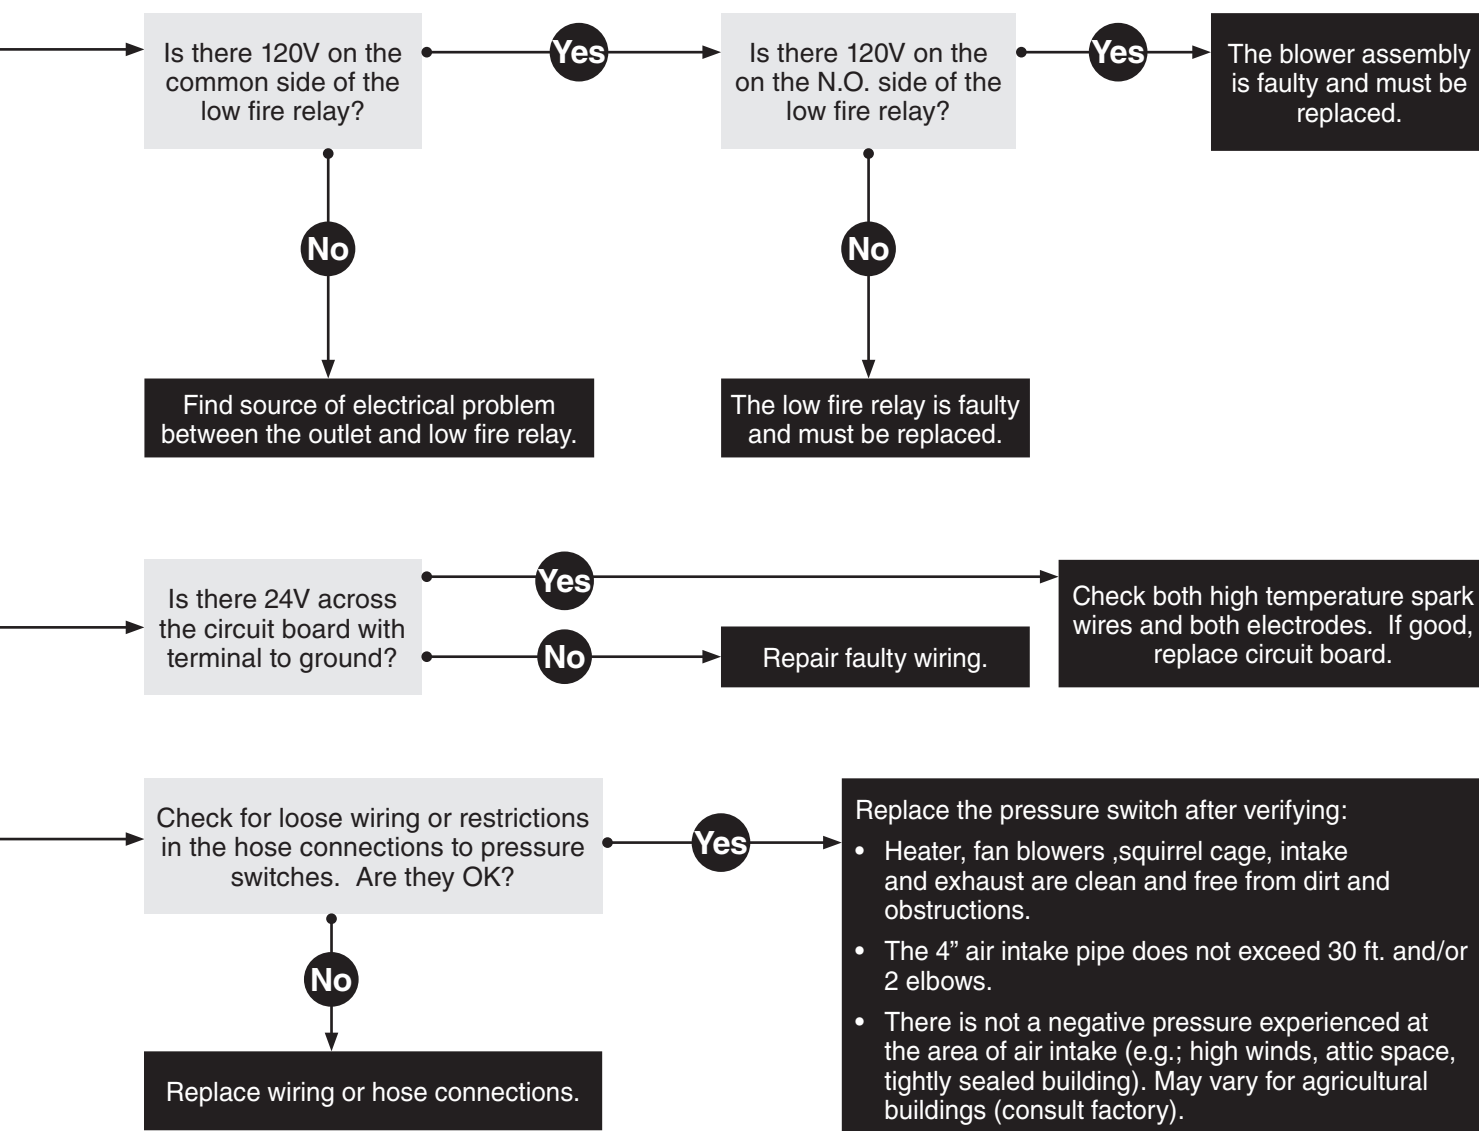 Is there 120V on the
common side of the
low fire relay?
Yes
Is there 120V on the
on the N.O. side of the
low fire relay?
Yes
The blower assembly
is faulty and must be
replaced.
No
No
Find source of electrical problem
between the outlet and low fire relay.
The low fire relay is faulty
and must be replaced.
Is there 24V across
the circuit board with
terminal to ground?
Yes
No
Repair faulty wiring.
Check both high temperature spark
wires and both electrodes.  If good,
replace circuit board.
Check for loose wiring or restrictions
in the hose connections to pressure
switches.  Are they OK?
Yes
No
Replace wiring or hose connections.
Replace the pressure switch after verifying:
• Heater, fan blowers ,squirrel cage, intake
and exhaust are clean and free from dirt and
obstructions.
• The 4” air intake pipe does not exceed 30 ft. and/or
2 elbows.
• There is not a negative pressure experienced at
the area of air intake (e.g.; high winds, attic space,
tightly sealed building). May vary for agricultural
buildings (consult factory).